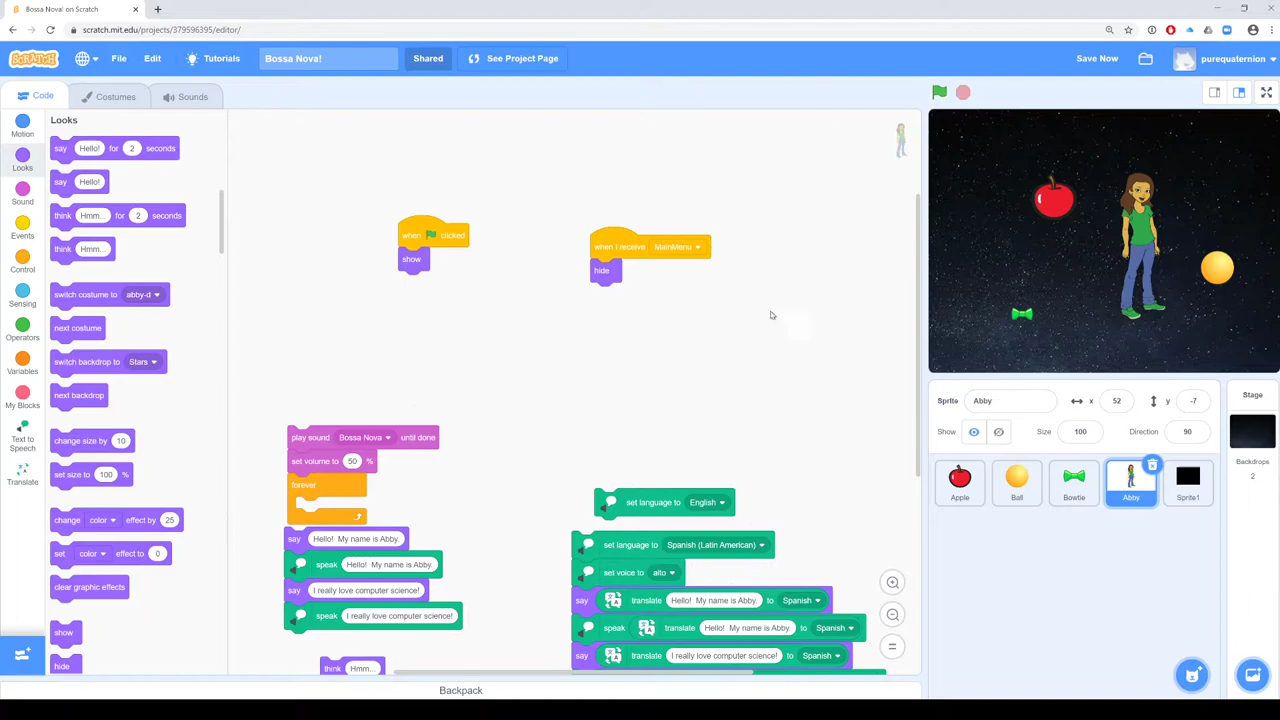 Bossa Nova! on Scratch
scratch.mit.edu/projects/379596395/editor/
SCRATCH
File
Edit
Tutorials
Bossa Nova!
Shared
See Project Page
Save Now
purequaternion
Code
Costumes
Sounds
Motion
Looks
Sound
Events
Control
Sensing
Operators
Variables
My Blocks
Text to Speech
Translate
Looks
say Hello! for 2 seconds
say Hello!
think Hmm... for 2 seconds
think Hmm...
switch costume to abby-d
next costume
switch backdrop to Stars
next backdrop
change size by 10
set size to 100 %
change color effect by 25
set color effect to 0
clear graphic effects
show
hide
when clicked
show
when I receive MainMenu
hide
play sound Bossa Nova until done
set volume to 50 %
forever
say Hello! My name is Abby.
speak Hello! My name is Abby.
say I really love computer science!
speak I really love computer science!
think Hmm...
set language to English
set language to Spanish (Latin American)
set voice to alto
say translate Hello! My name is Abby. to Spanish
speak translate Hello! My name is Abby. to Spanish
say translate I really love computer science! to Spanish
Backpack
Sprite Abby x 52 y -7
Show Size 100 Direction 90
Apple
Ball
Bowtie
Abby
Sprite1
Stage
Backdrops
2